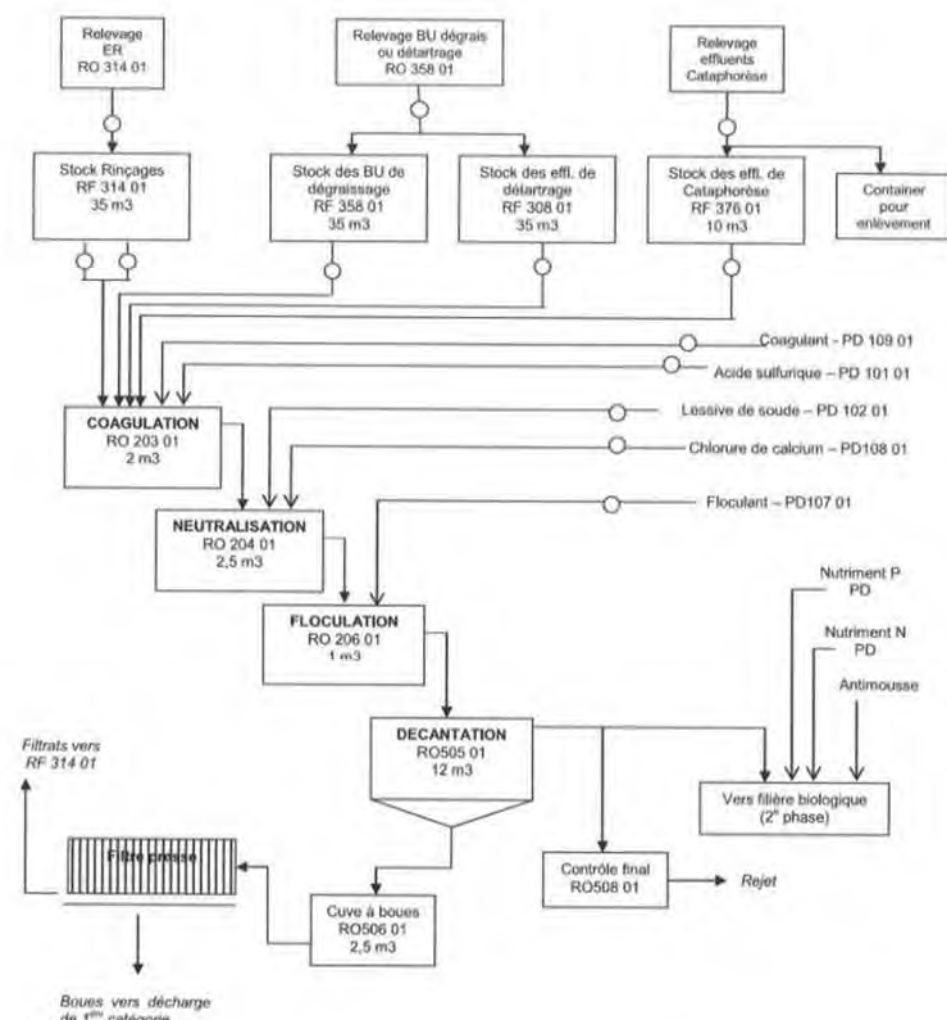 Relevage
ER
RO 314 01
Relevage BU dégrais
ou détartrage
RO 358 01
Relevage
effluents
Cataphorèse
Stock Rinçages
RF 314 01
35 m3
Stock des BU de
dégraissage
RF 358 01
35 m3
Stock des effl. de
détartrage
RF 308 01
35 m3
Stock des effl. de
Cataphorèse
RF 376 01
10 m3
Container
pour
enlèvement
Coagulant – PD 109 01
Acide sulfurique – PD 101 01
COAGULATION
RO 203 01
2 m3
Lessive de soude – PD 102 01
Chlorure de calcium – PD108 01
NEUTRALISATION
RO 204 01
2,5 m3
Floculant – PD107 01
FLOCULATION
RO 206 01
1 m3
Nutriment P
PD
Nutriment N
PD
Antimousse
DECANTATION
RO505 01
12 m3
Filtrats vers
RF 314 01
Vers filière biologique
(2e phase)
Filtre presse
Contrôle final
RO508 01
Rejet
Cuve à boues
RO506 01
2,5 m3
Boues vers décharge
de 1ère catégorie